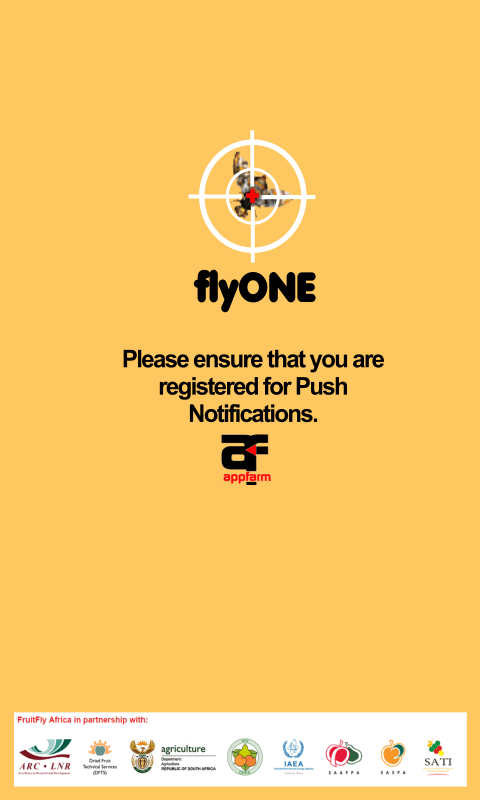 flyONE
Please ensure that you are
registered for Push
Notifications.
af
appfarm
FruitFly Africa in partnership with:
ARC • LNR
Excellence in Research and Development
Dried Fruit
Technical Services
(DFTS)
agriculture
Department:
Agriculture
REPUBLIC OF SOUTH AFRICA
IAEA
SAAPPA
SASPA
SATI